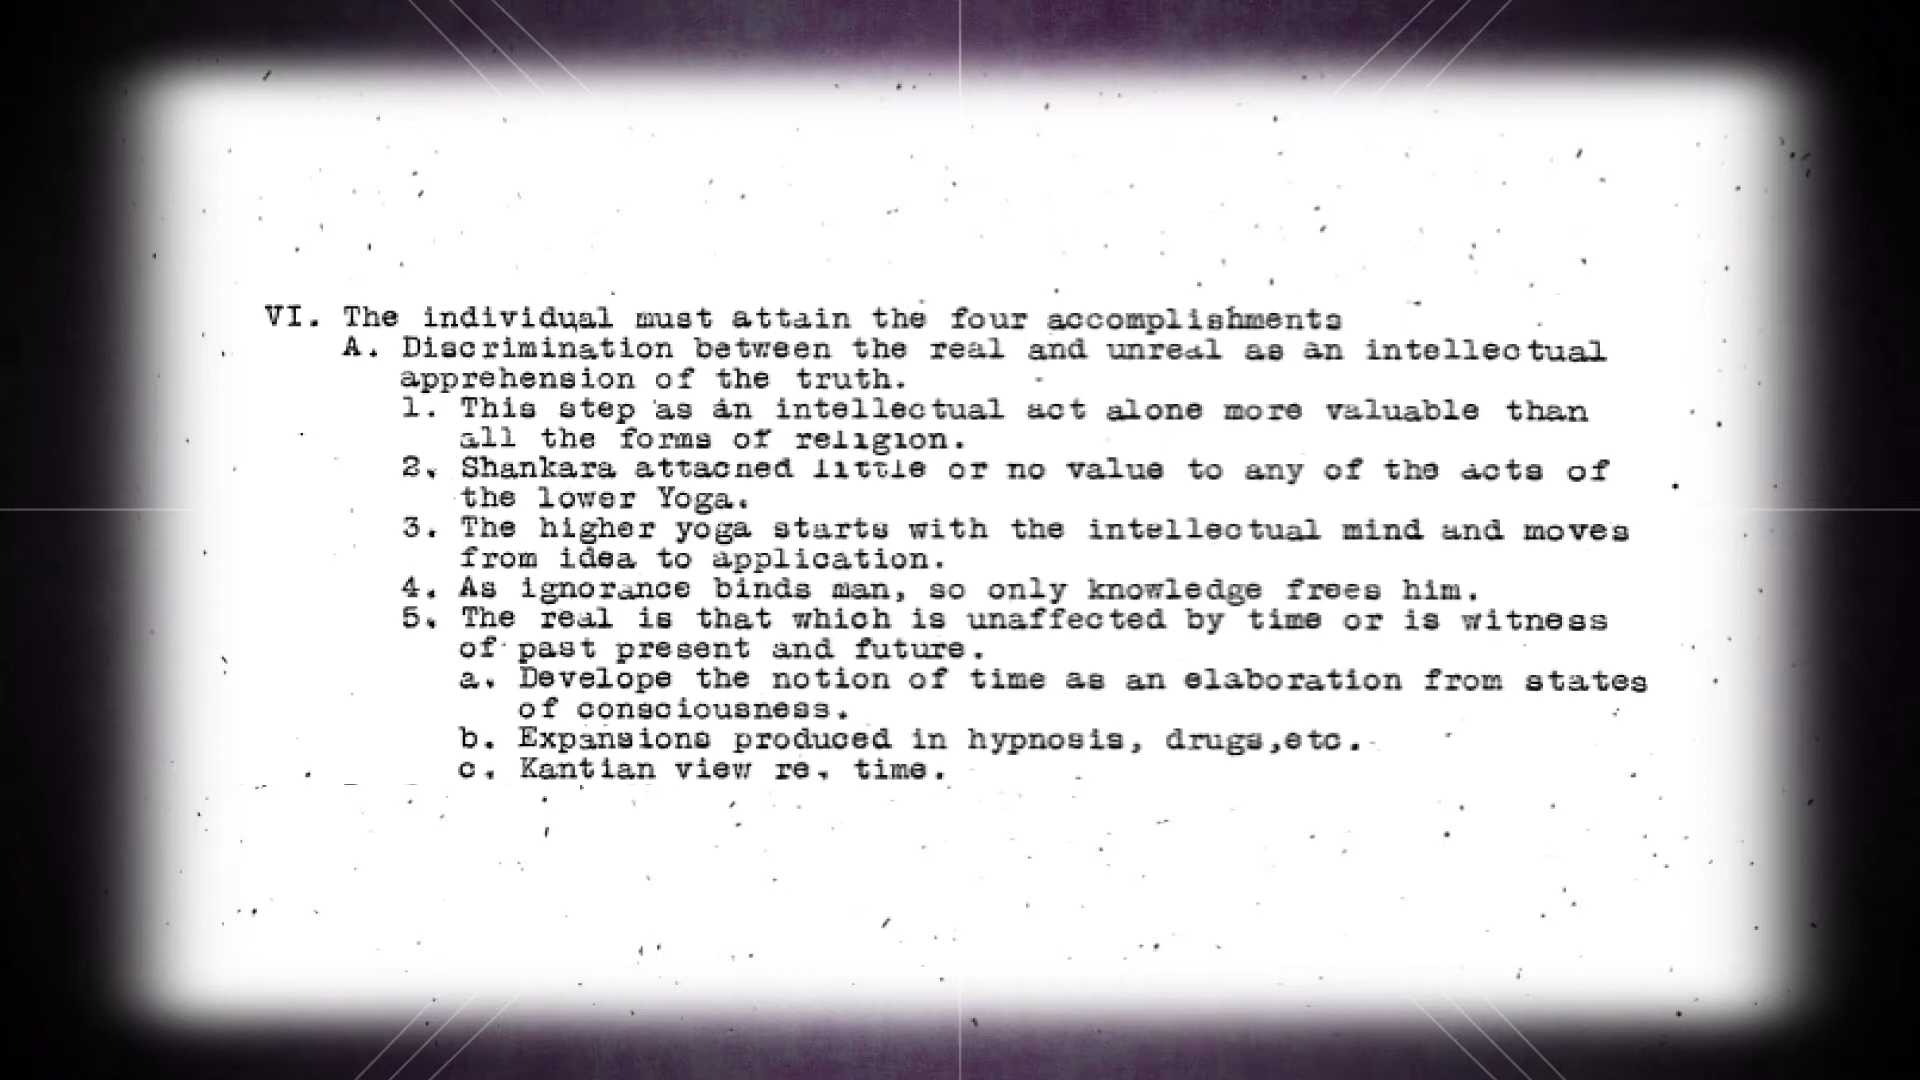 VI. The individual must attain the four accomplishments
A. Discrimination between the real and unreal as an intellectual
apprehension of the truth.
1. This step as an intellectual act alone more valuable than
all the forms of religion.
2. Shankara attached little or no value to any of the acts of
the lower Yoga.
3. The higher yoga starts with the intellectual mind and moves
from idea to application.
4. As ignorance binds man, so only knowledge frees him.
5. The real is that which is unaffected by time or is witness
of past present and future.
a. Develope the notion of time as an elaboration from states
of consciousness.
b. Expansions produced in hypnosis, drugs,etc.
c. Kantian view re. time.